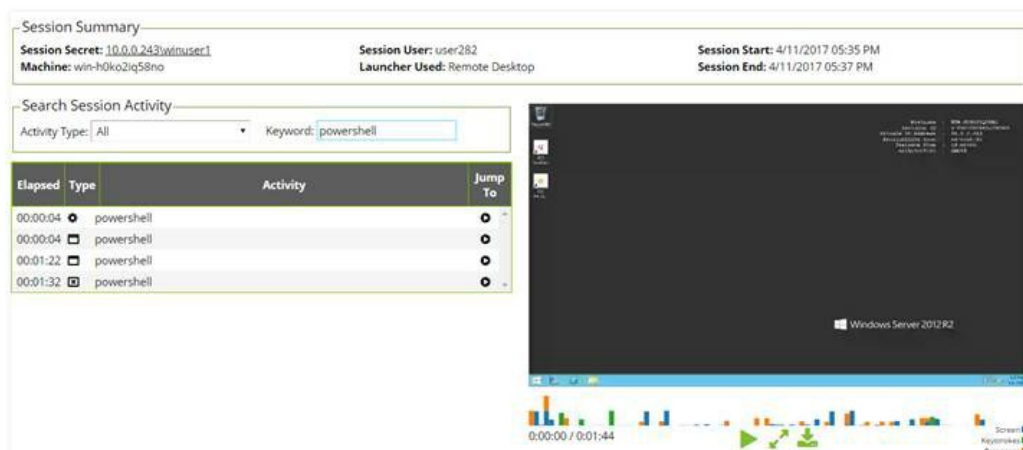 Session Summary
Session Secret: 10.0.0.243\winuser1
Session User: user282
Session Start: 4/11/2017 05:35 PM
Machine: win-h0ko2iq58no
Launcher Used: Remote Desktop
Session End: 4/11/2017 05:37 PM
Search Session Activity
Activity Type: All
Keyword: powershell
Elapsed Type Activity Jump To
00:00:04 powershell
00:00:04 powershell
00:01:22 powershell
00:01:32 powershell
Windows Server 2012 R2
0:00:00 / 0:01:44
Screen
Keystrokes